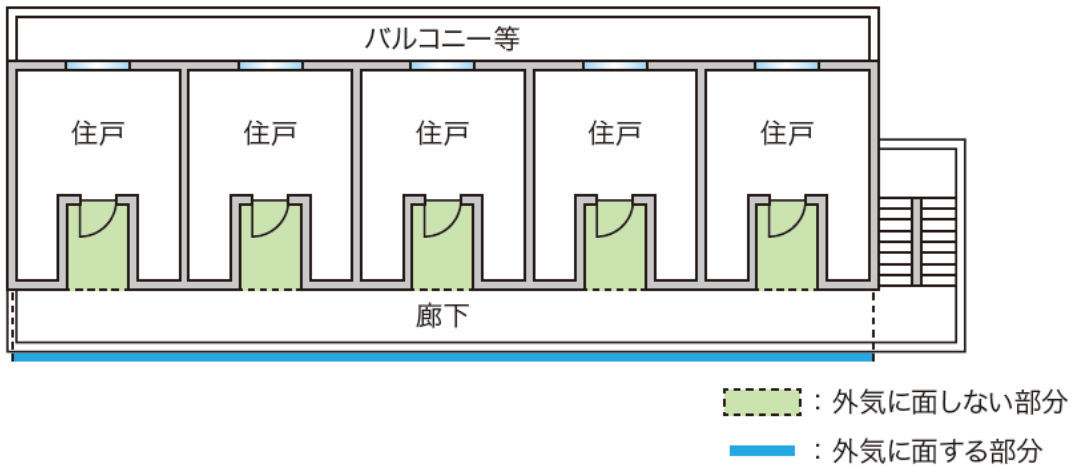 バルコニー等
住戸
住戸
住戸
住戸
住戸
廊下
：外気に面しない部分
：外気に面する部分